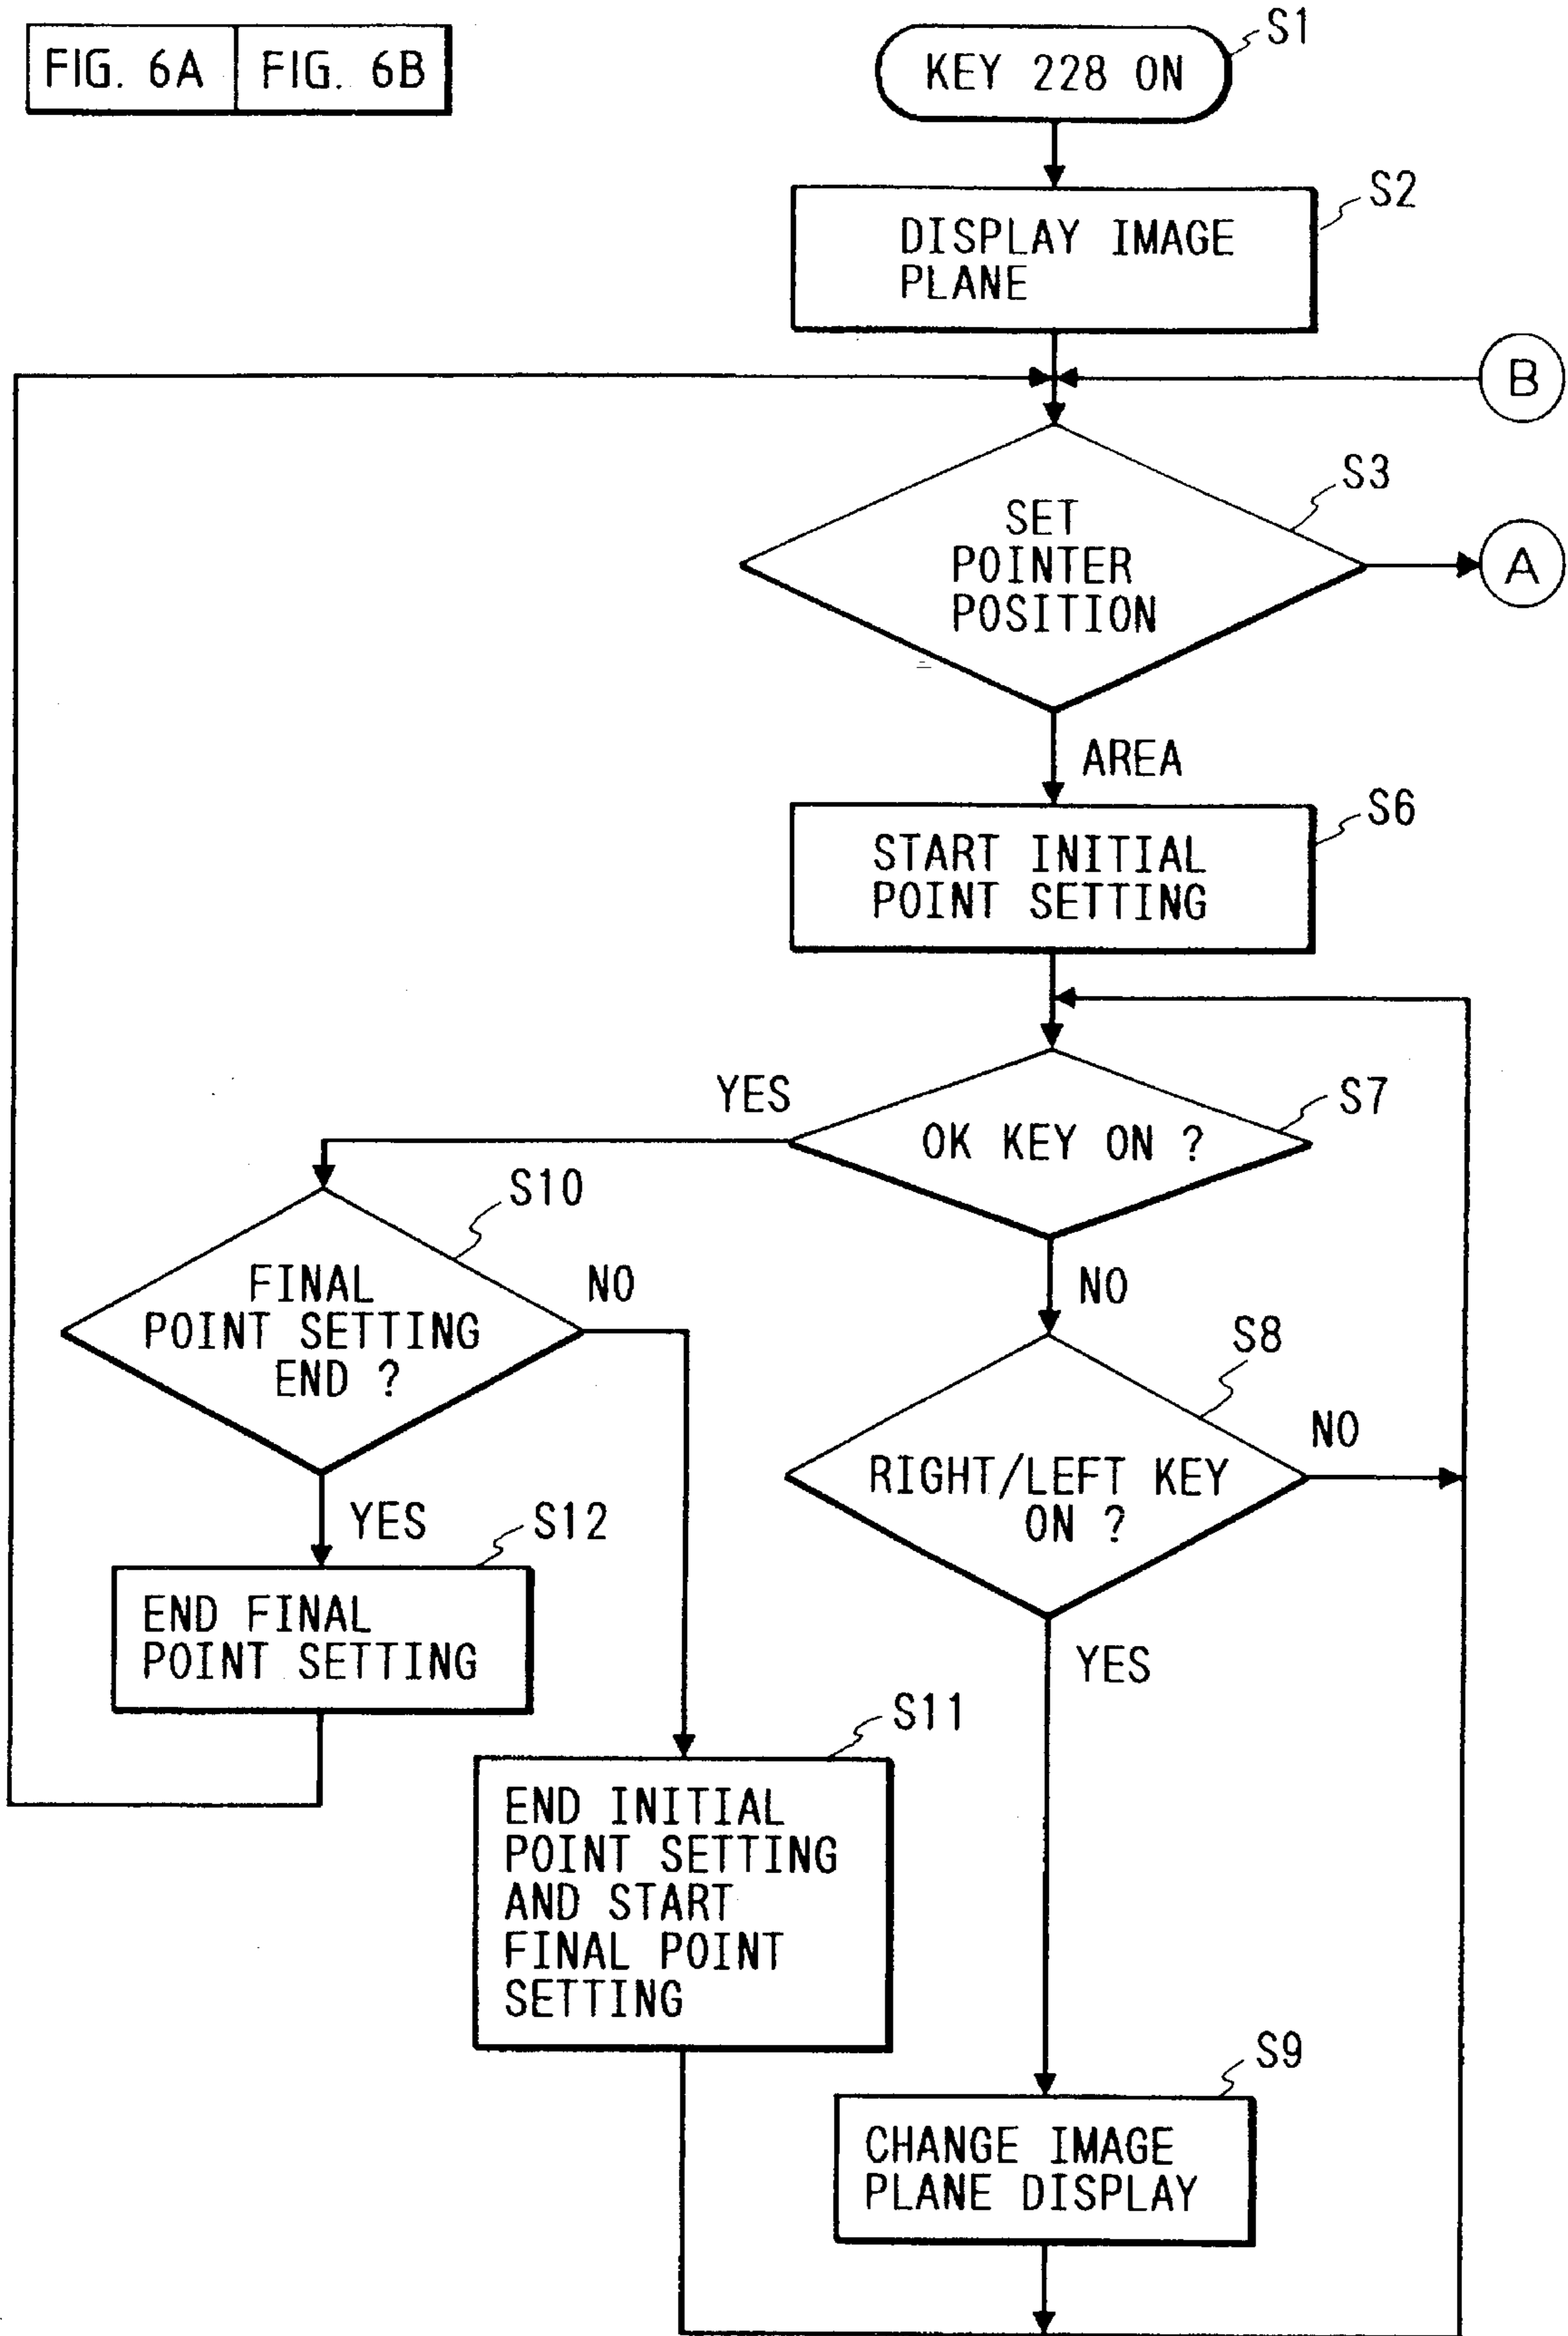 FIG. 6A FIG. 6B
S1
KEY 228 ON
S2
DISPLAY IMAGE
PLANE
B
S3
SET
POINTER
POSITION
A
AREA
S6
START INITIAL
POINT SETTING
YES
S7
OK KEY ON ?
S10
FINAL
POINT SETTING
END ?
NO
NO
S8
RIGHT/LEFT KEY
ON ?
NO
YES
S12
END FINAL
POINT SETTING
YES
S11
END INITIAL
POINT SETTING
AND START
FINAL POINT
SETTING
S9
CHANGE IMAGE
PLANE DISPLAY